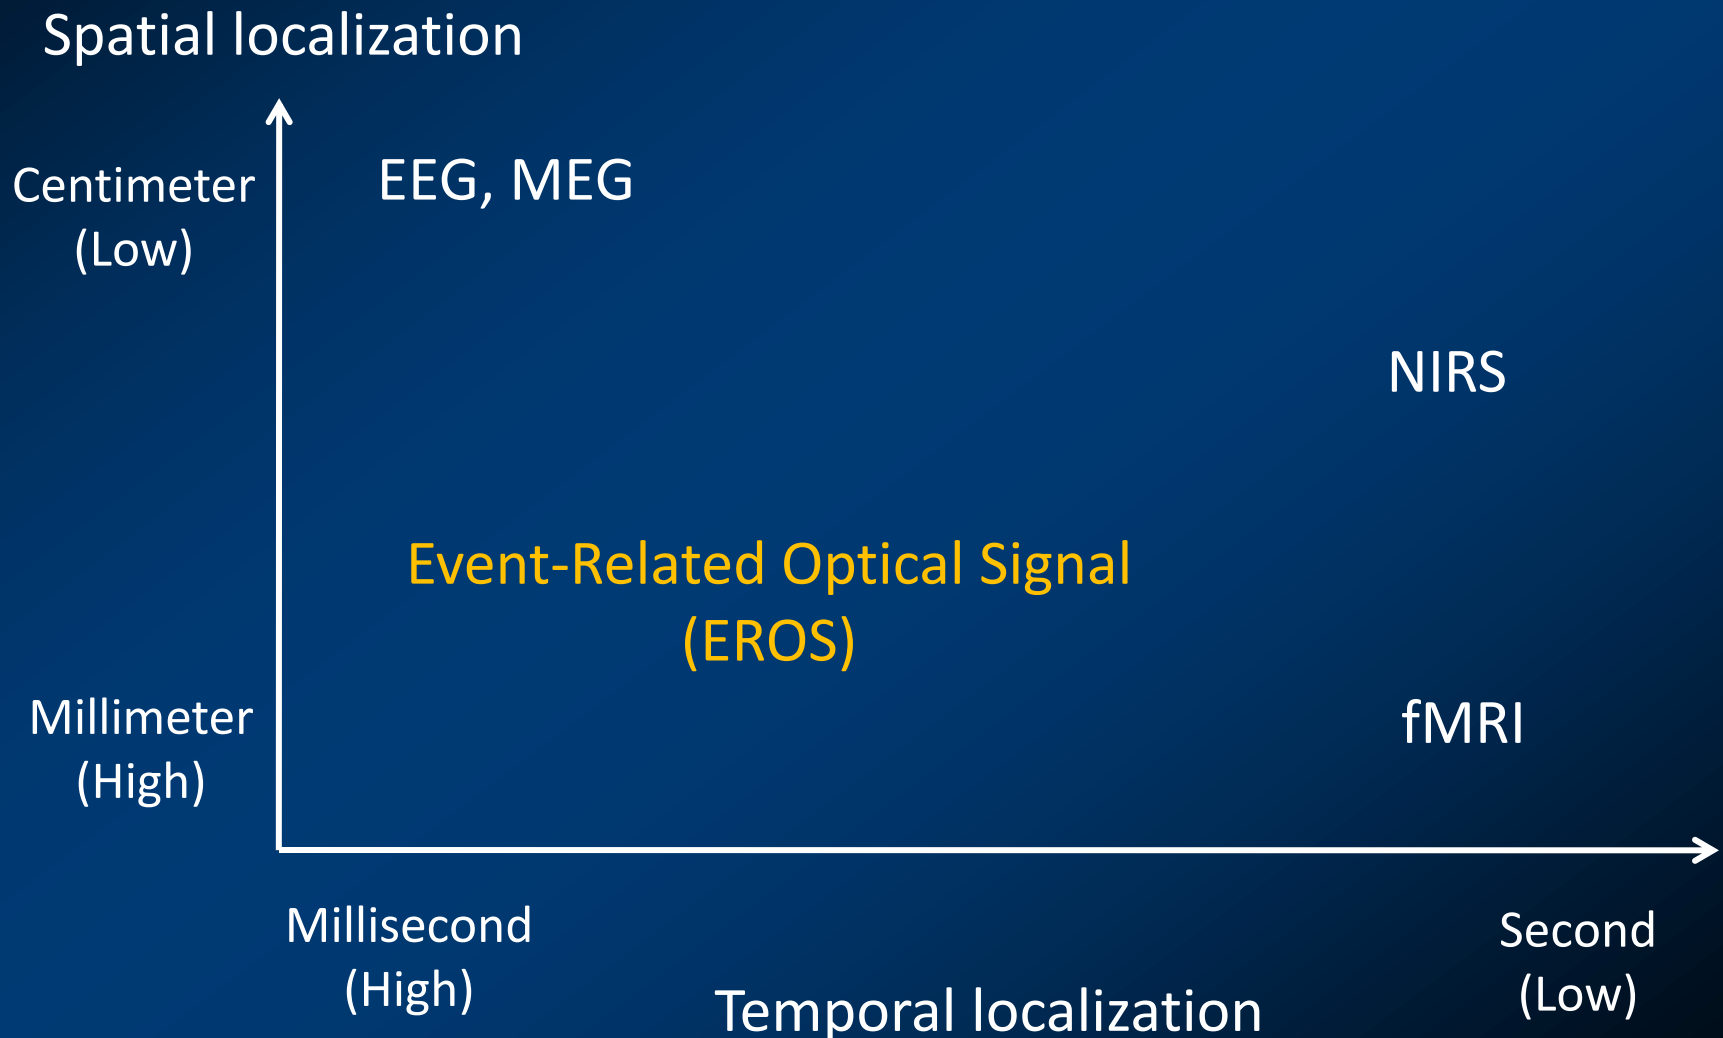 Spatial localization
Centimeter
(Low)
EEG, MEG
NIRS
Event-Related Optical Signal
(EROS)
Millimeter
(High)
fMRI
Millisecond
(High)
Second
(Low)
Temporal localization